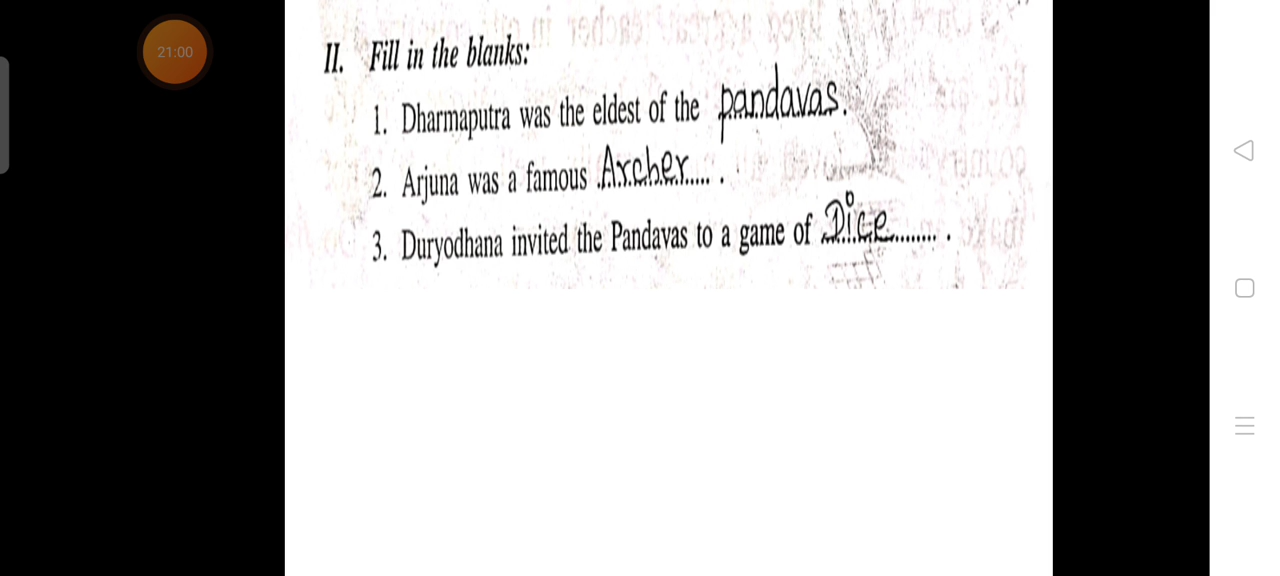 21:00
II. Fill in the blanks:
1. Dharmaputra was the eldest of the pandavas.
2. Arjuna was a famous Archer.... .
3. Duryodhana invited the Pandavas to a game of Dice........ .